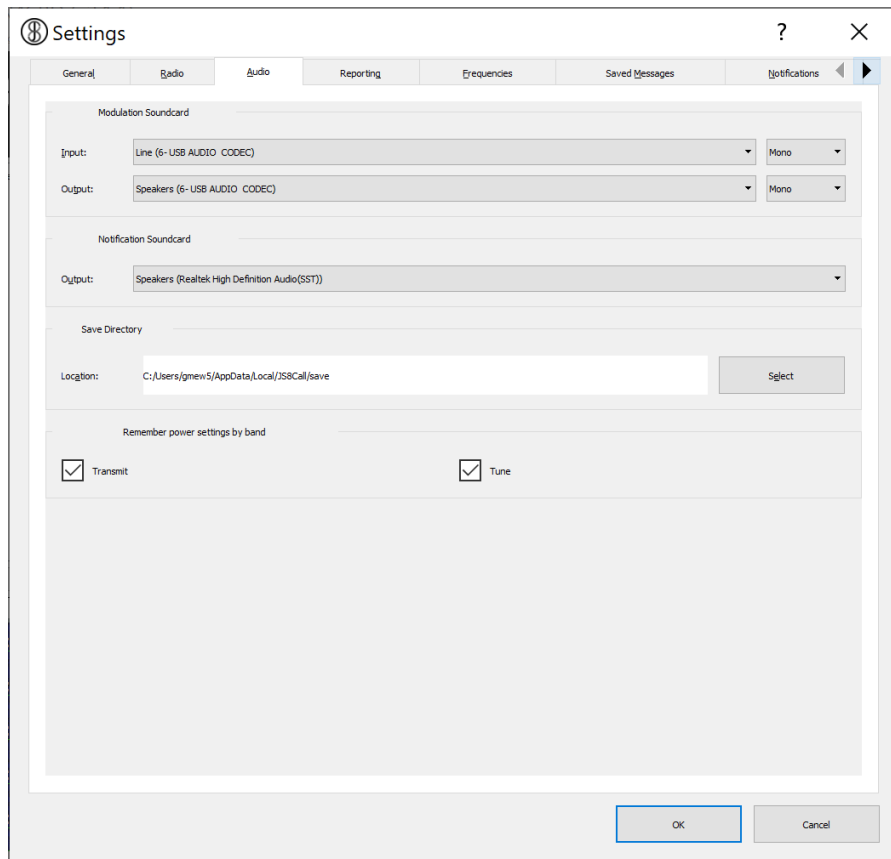 Settings
?
General Radio Audio Reporting Frequencies Saved Messages Notifications
Modulation Soundcard
Input: Line (6- USB AUDIO  CODEC) Mono
Output: Speakers (6- USB AUDIO  CODEC) Mono
Notification Soundcard
Output: Speakers (Realtek High Definition Audio(SST))
Save Directory
Location: C:/Users/gmew5/AppData/Local/JS8Call/save Select
Remember power settings by band
Transmit Tune
OK Cancel